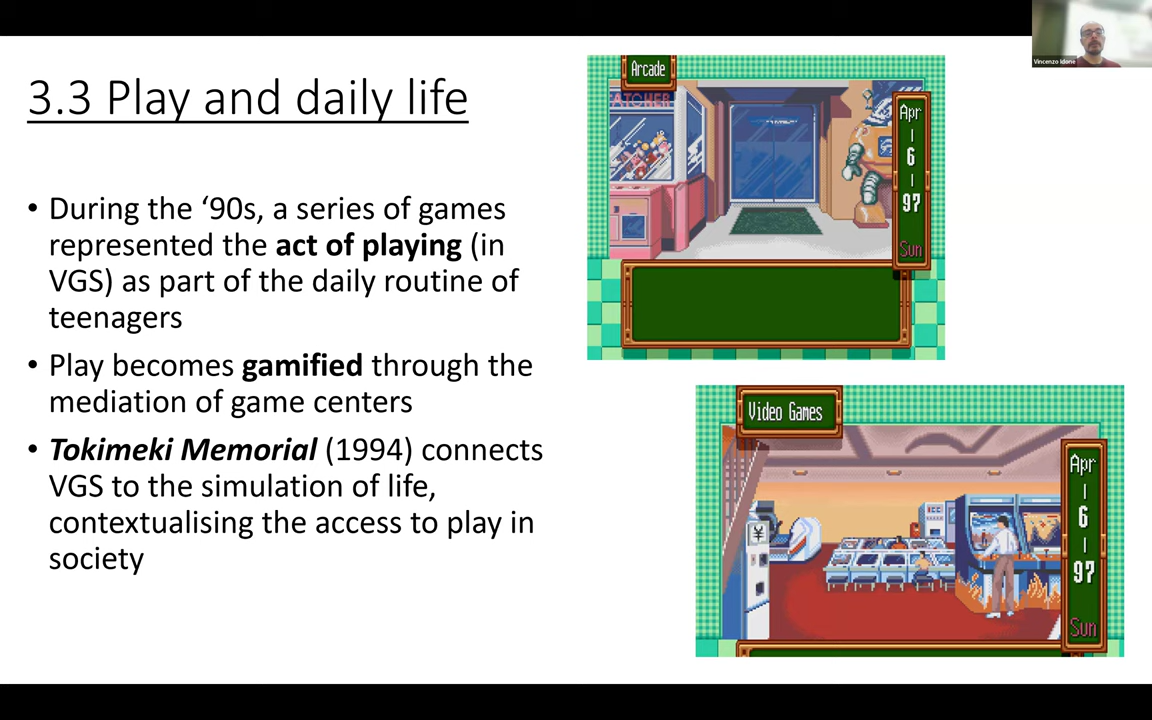 3.3 Play and daily life
• During the ‘90s, a series of games
represented the act of playing (in
VGS) as part of the daily routine of
teenagers
• Play becomes gamified through the
mediation of game centers
• Tokimeki Memorial (1994) connects
VGS to the simulation of life,
contextualising the access to play in
society
Arcade
ATCHER
Apr
6
97
Sun
Video Games
ICE
¥
Apr
6
97
Sun
Vincenzo Idone